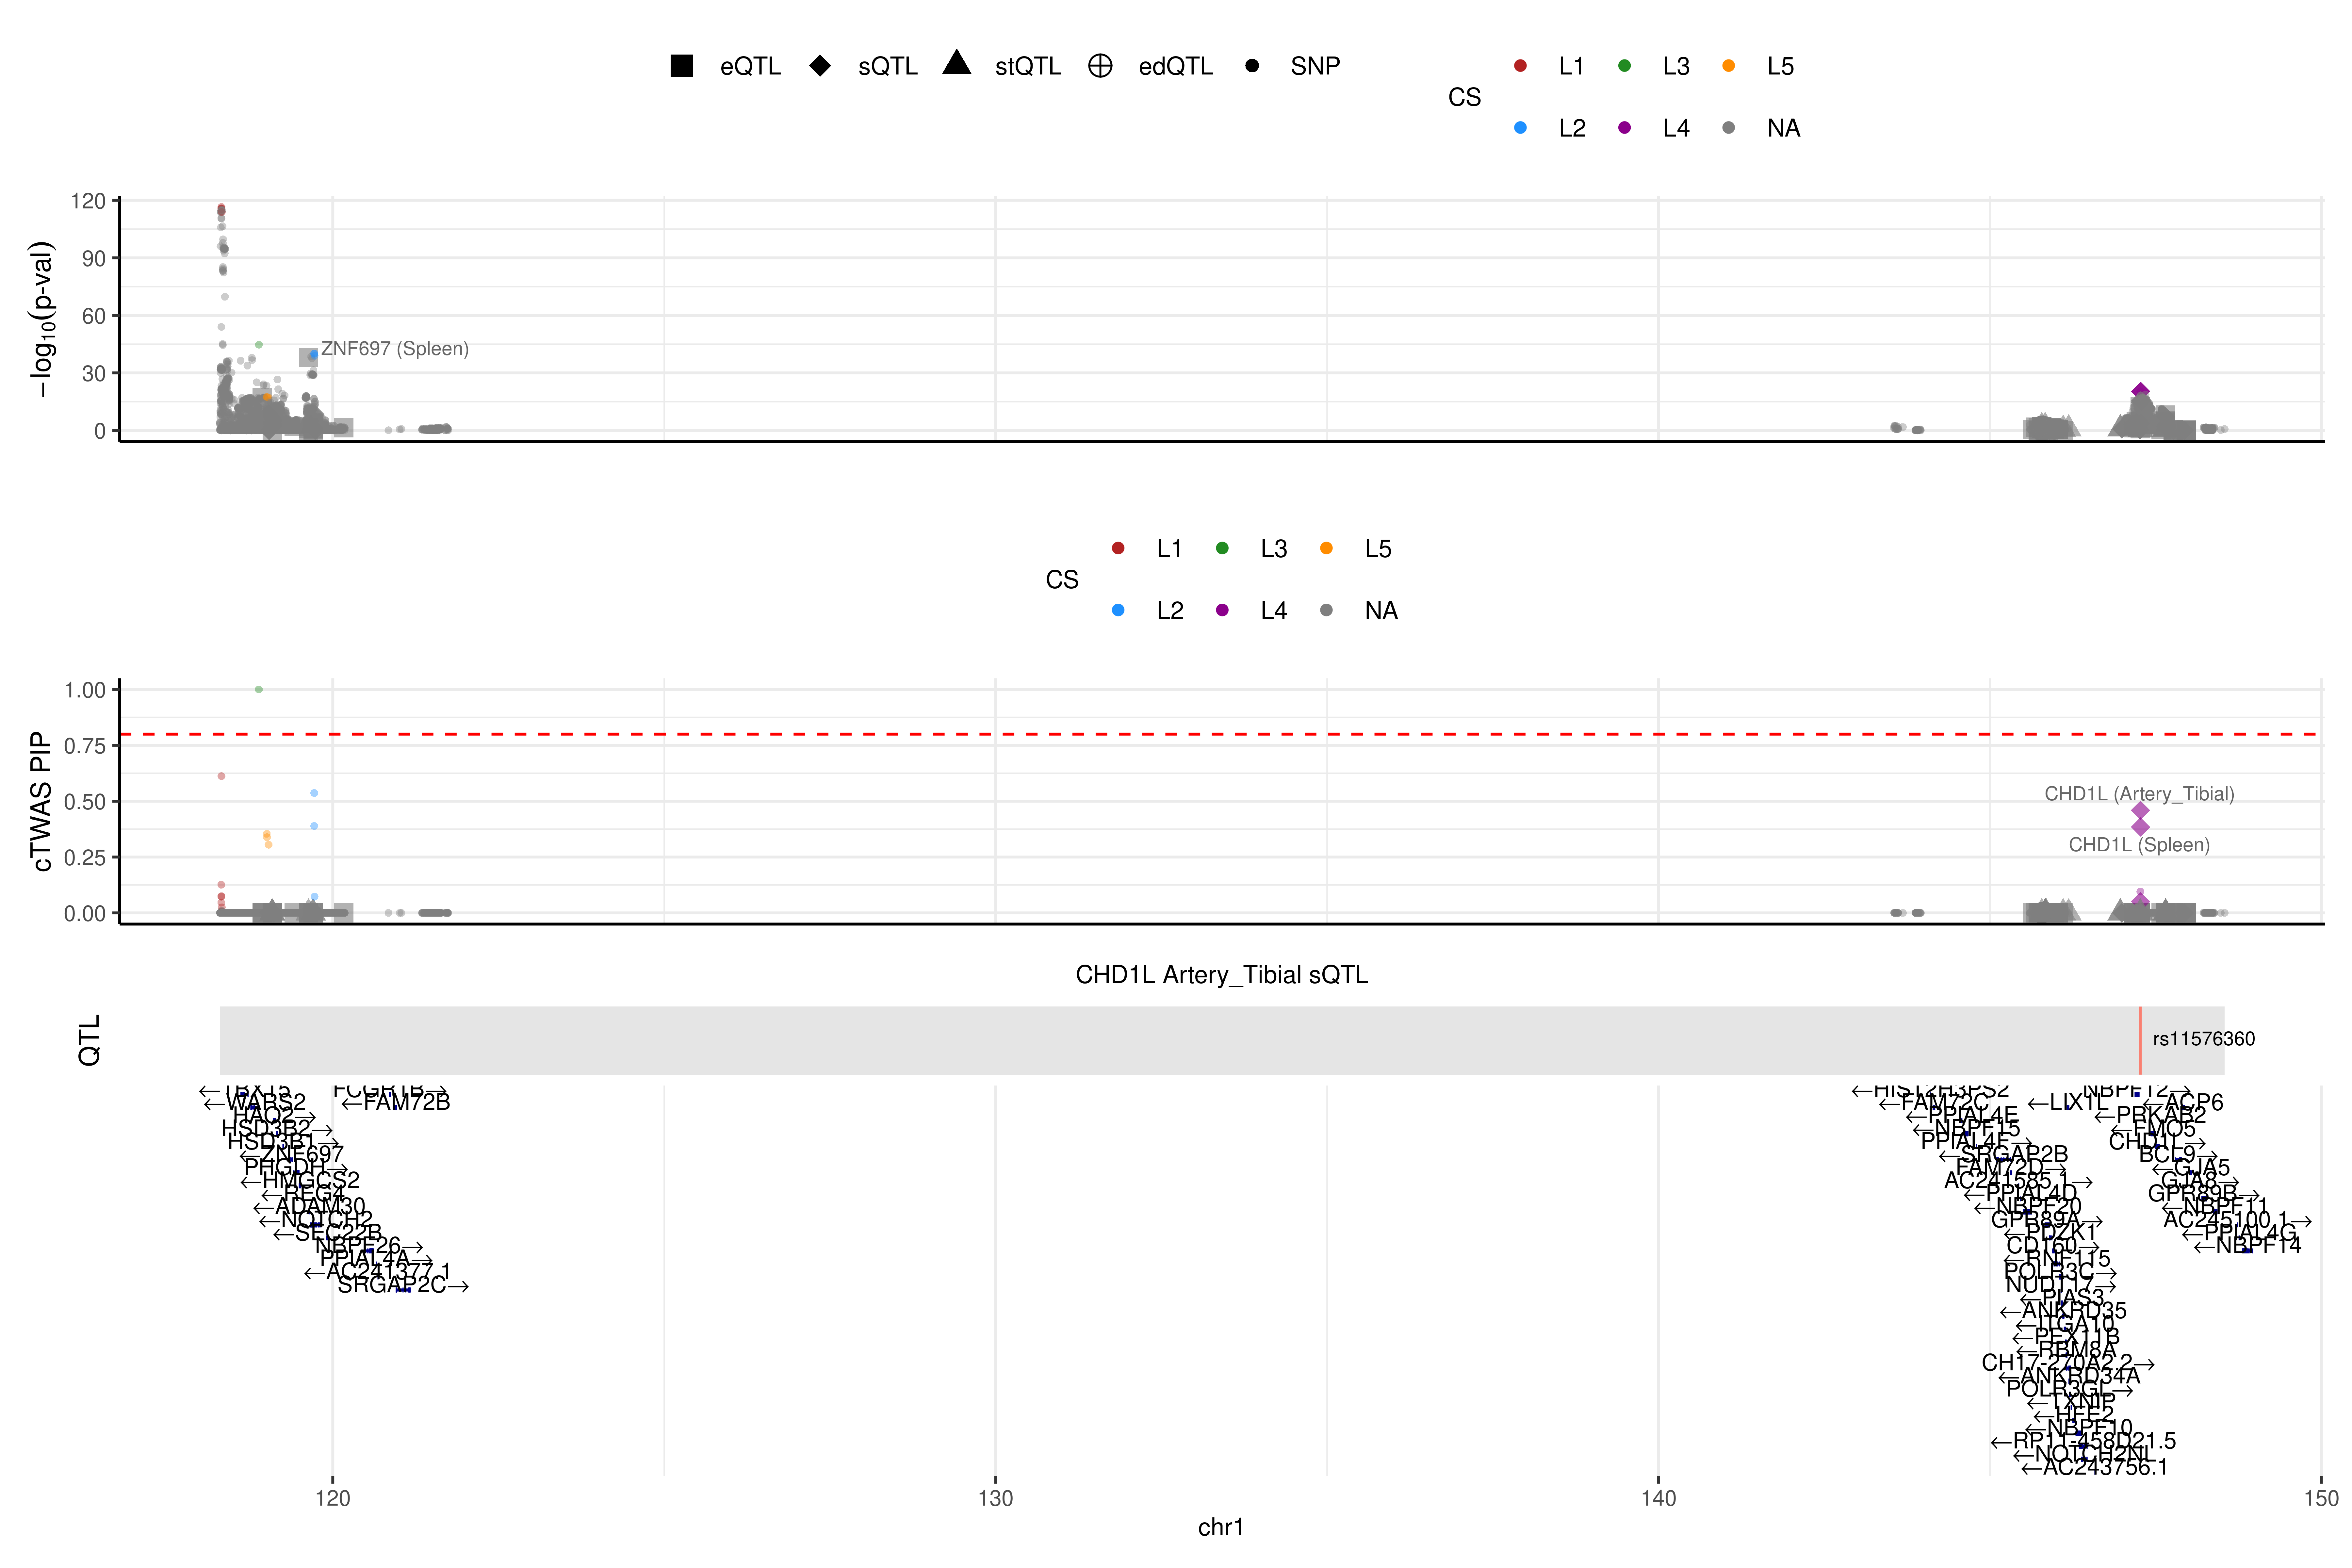 eQTL sQTL stQTL edQTL SNP
CS
L1 L3 L5
L2 L4 NA
−log10(p-val)
120
90
60
30
0
ZNF697 (Spleen)
CS
L1 L3 L5
L2 L4 NA
cTWAS PIP
1.00
0.75
0.50
0.25
0.00
CHD1L (Artery_Tibial)
CHD1L (Spleen)
CHD1L Artery_Tibial sQTL
QTL
rs11576360
←TBX15
FCGR1B→
←WARS2
←FAM72B
HAO2→
HSD3B2→
HSD3B1→
←ZNF697
PHGDH→
←HMGCS2
←REG4
←ADAM30
←NOTCH2
←SEC22B
NBPF26→
PPIAL4A→
←AC241377.1
SRGAP2C→
←HIST2H3PS2
NBPF12→
←FAM72C
←LIX1L
←ACP6
←PPIAL4E
←PRKAB2
←NBPF15
←FMO5
PPIAL4F→
CHD1L→
←SRGAP2B
BCL9→
FAM72D→
←GJA5
AC241585.1→
GJA8→
←PPIAL4D
GPR89B→
←NBPF20
←NBPF11
GPR89A→
AC245100.1→
←PDZK1
←PPIAL4G
CD160→
←NBPF14
←RNF115
POLR3C→
NUDT17→
←PIAS3
←ANKRD35
←ITGA10
←PEX11B
←RBM8A
CH17-270A2.2→
←ANKRD34A
POLR3GL→
←TXNIP
←HFE2
←NBPF10
←RP11-458D21.5
←NOTCH2NL
←AC243756.1
120 130 140 150
chr1